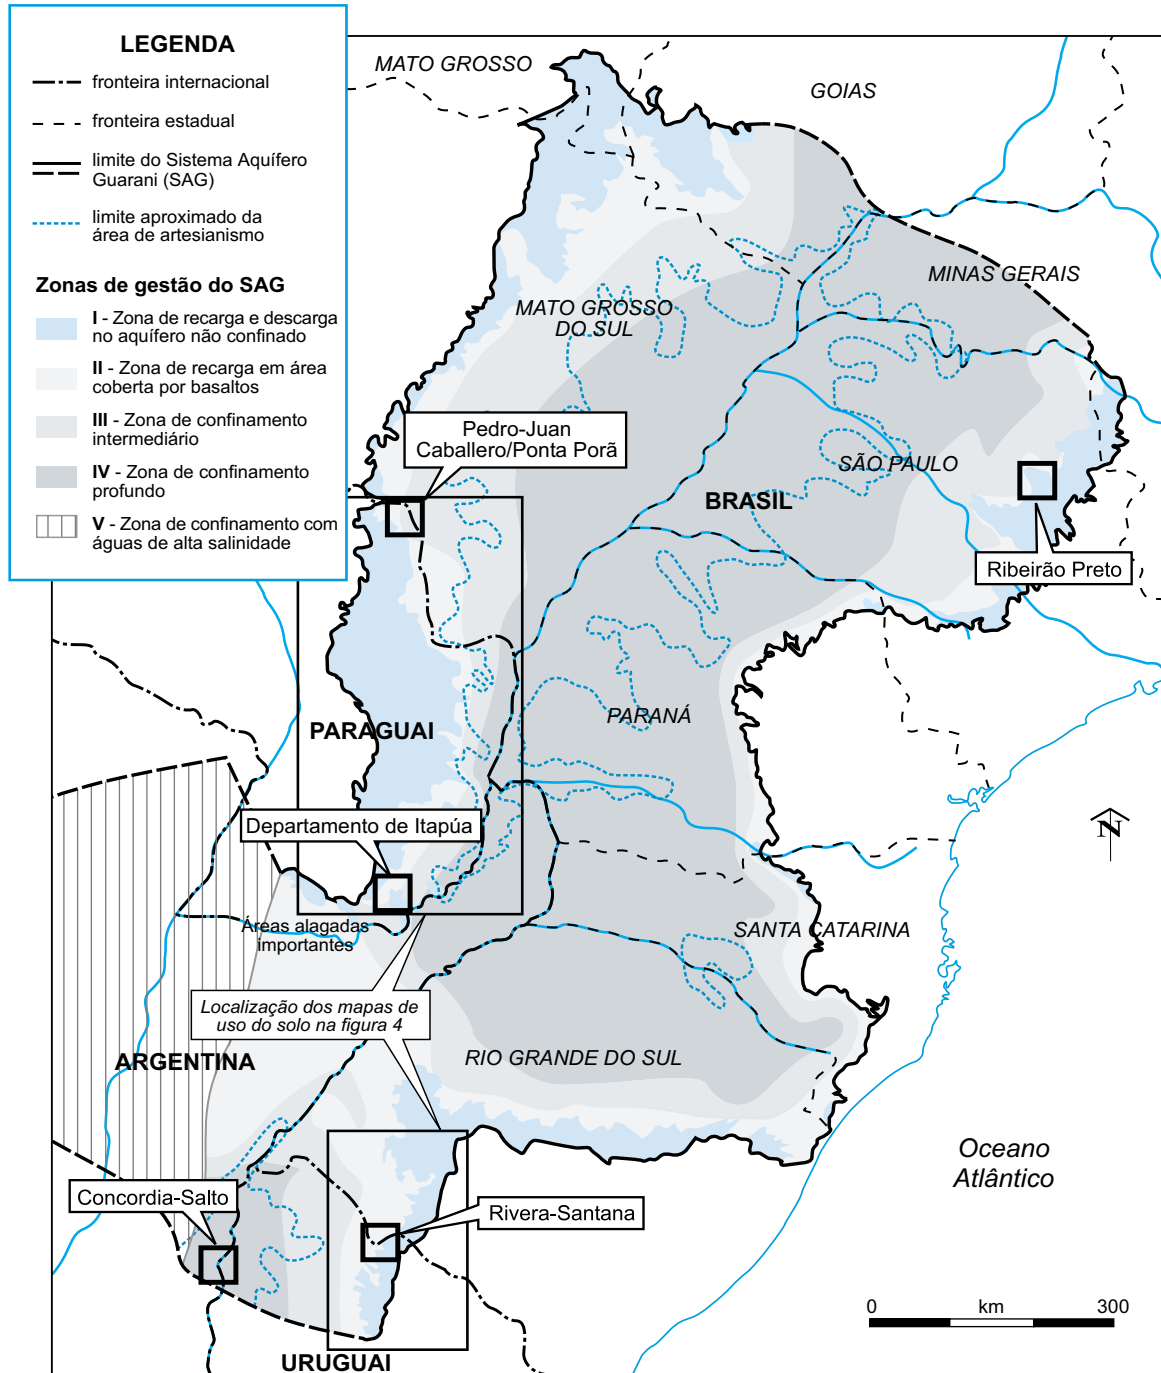 LEGENDA
fronteira internacional
fronteira estadual
limite do Sistema Aquífero
Guarani (SAG)
limite aproximado da
área de artesianismo
Zonas de gestão do SAG
I - Zona de recarga e descarga
no aquífero não confinado
II - Zona de recarga em área
coberta por basaltos
III - Zona de confinamento
intermediário
IV - Zona de confinamento
profundo
V - Zona de confinamento com
águas de alta salinidade
MATO GROSSO
GOIAS
MINAS GERAIS
MATO GROSSO
DO SUL
Pedro-Juan
Caballero/Ponta Porã
SÃO PAULO
BRASIL
Ribeirão Preto
PARANÁ
PARAGUAI
N
Departamento de Itapúa
Áreas alagadas
importantes
SANTA CATARINA
Localização dos mapas de
uso do solo na figura 4
ARGENTINA
RIO GRANDE DO SUL
Oceano
Atlântico
Concordia-Salto
Rivera-Santana
0 km 300
URUGUAI